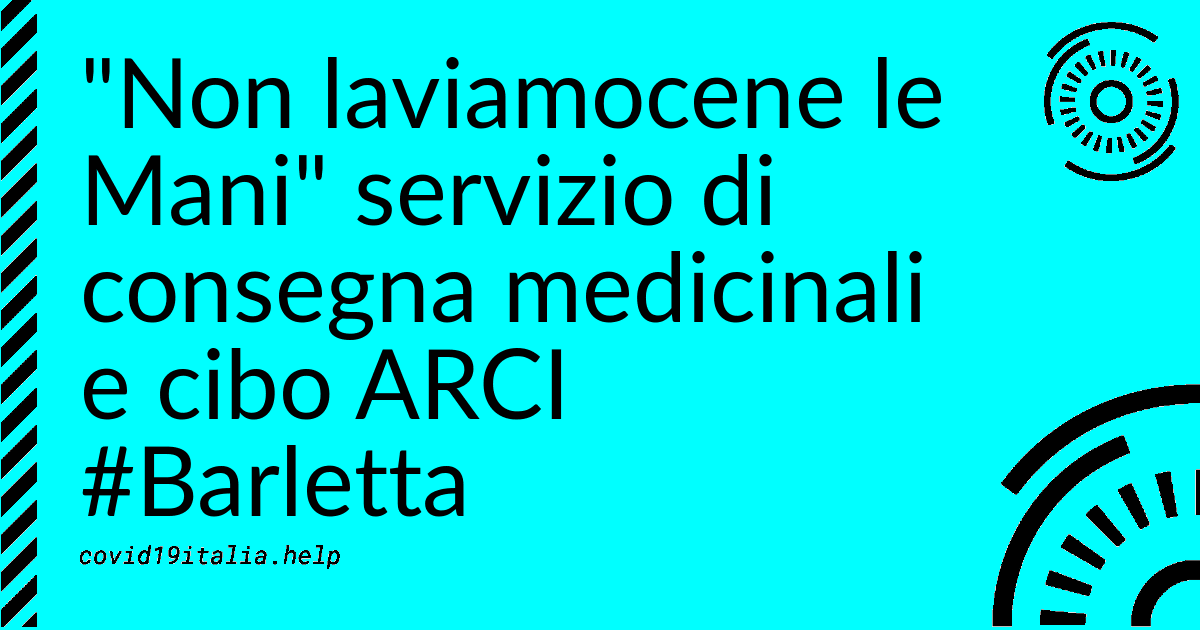 "Non laviamocene le
Mani" servizio di
consegna medicinali
e cibo ARCI
#Barletta
covid19italia.help